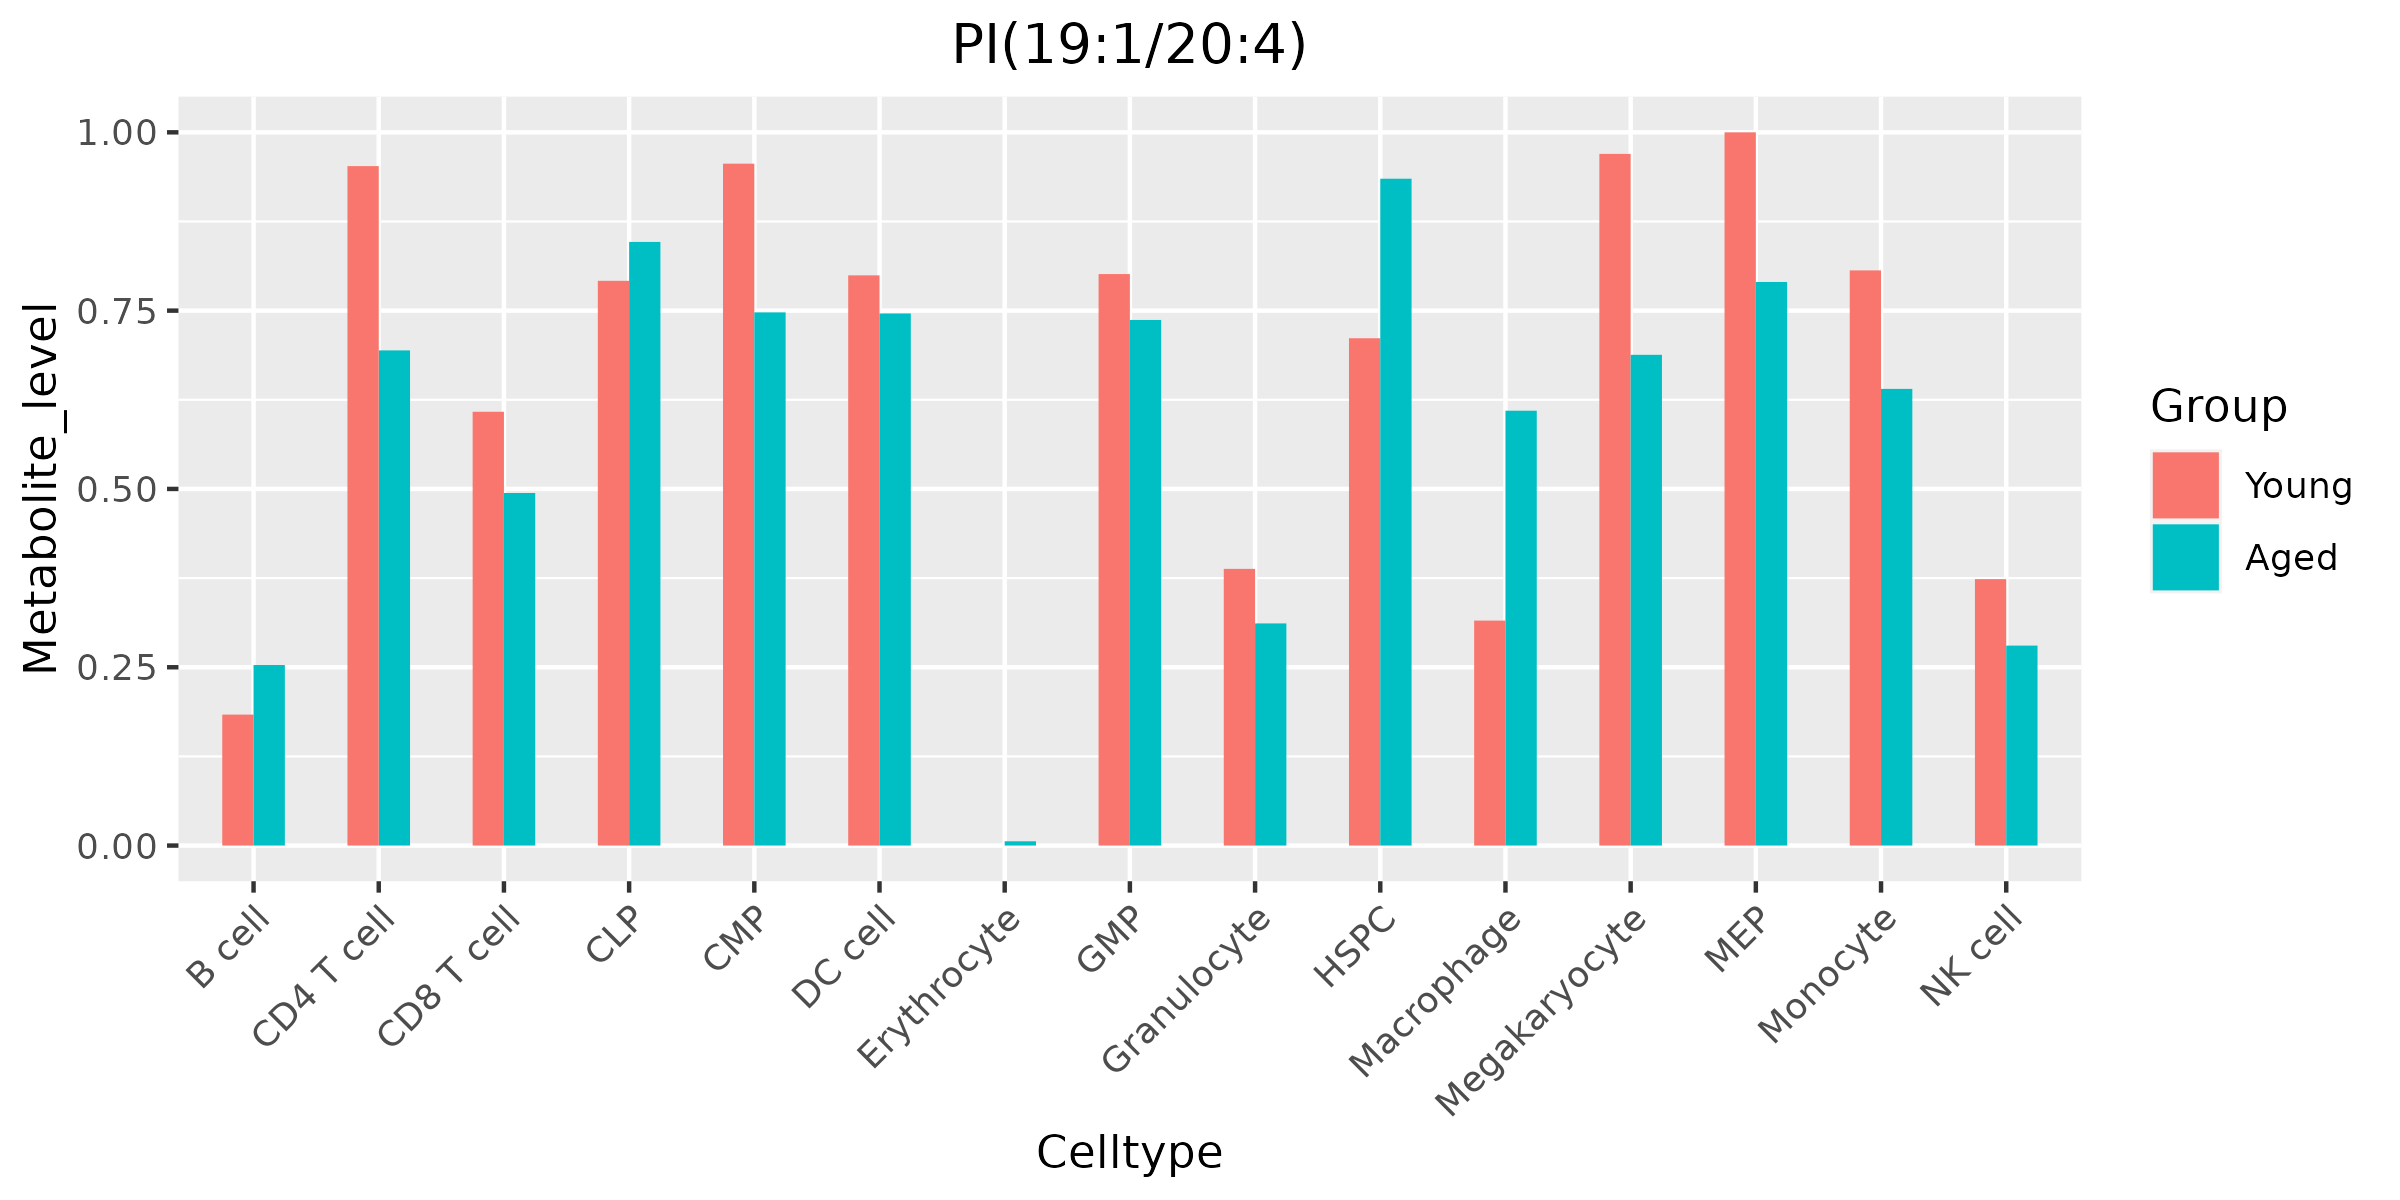 PI(19:1/20:4)
Metabolite_level
1.00
0.75
0.50
0.25
0.00
B cell
CD4 T cell
CD8 T cell
CLP
CMP
DC cell
Erythrocyte
GMP
Granulocyte
HSPC
Macrophage
Megakaryocyte
MEP
Monocyte
NK cell
Celltype
Group
Young
Aged